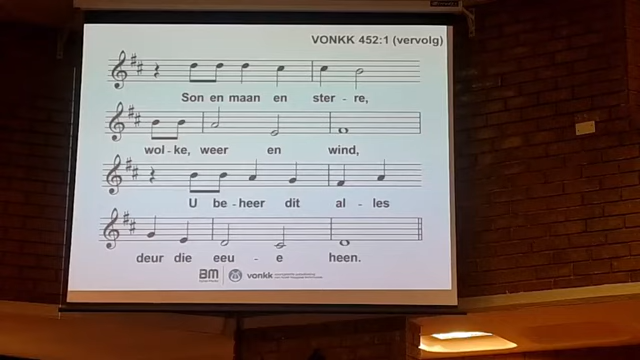 VONKK 452:1 (vervolg)
Son en maan en ster - re,
wol - ke, weer en wind,
U be - heer dit al - les
deur die eeu - e heen.
BM vonkk